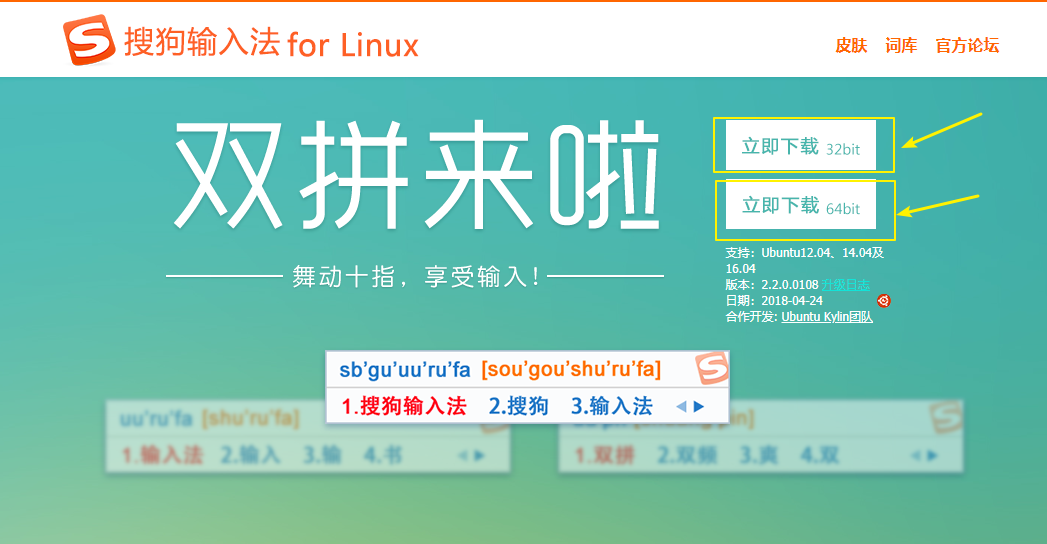 搜狗输入法 for Linux
皮肤 词库 官方论坛
双拼来啦
立即下载 32bit
立即下载 64bit
舞动十指，享受输入!
支持：Ubuntu12.04、14.04及
16.04
版本：2.2.0.0108 升级日志
日期：2018-04-24
合作开发: Ubuntu Kylin团队
sb'gu'uu'ru'fa [sou'gou'shu'ru'fa]
1.搜狗输入法 2.搜狗 3.输入法
uu'ru'fa [shu'ru'fa]
1.输入法 2.输入 3.输 4.书
1.双拼 2.双频 3.爽 4.双